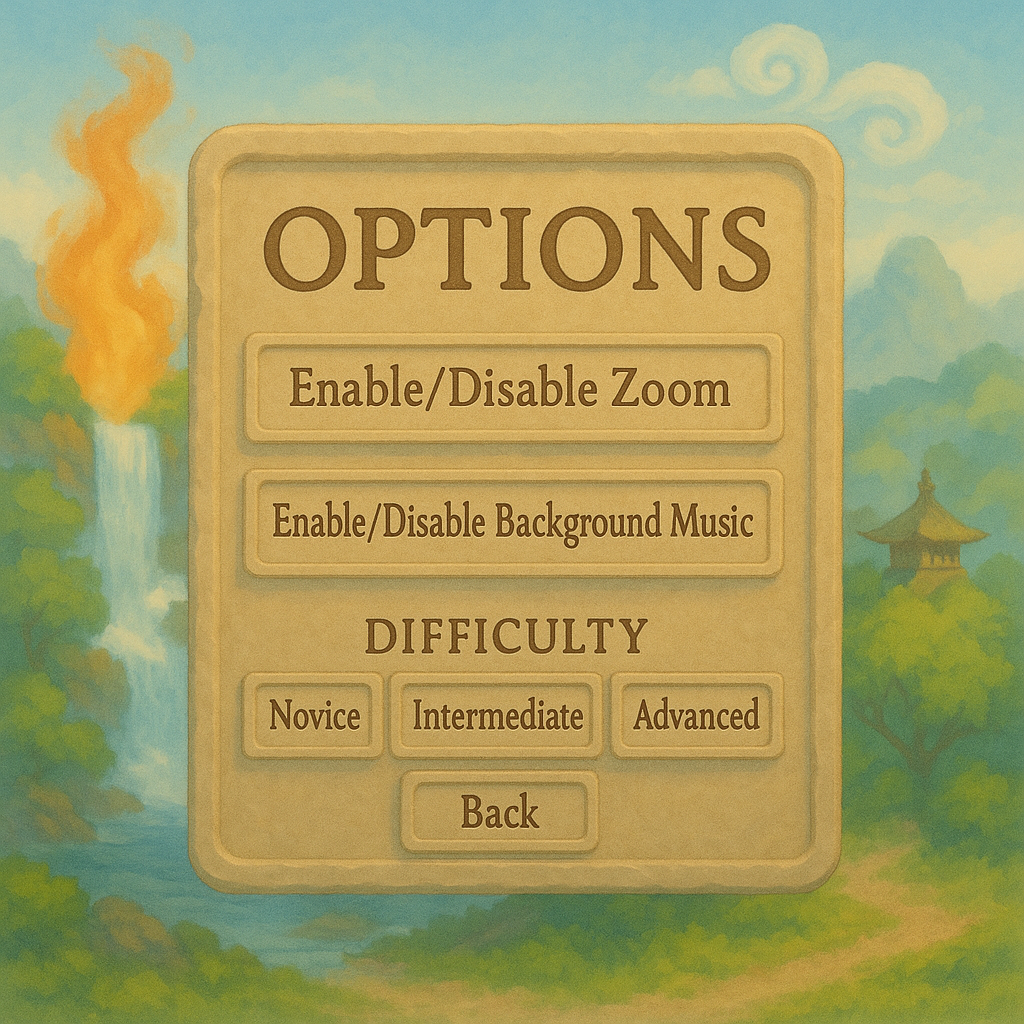 OPTIONS
Enable/Disable Zoom
Enable/Disable Background Music
DIFFICULTY
Novice Intermediate Advanced
Back